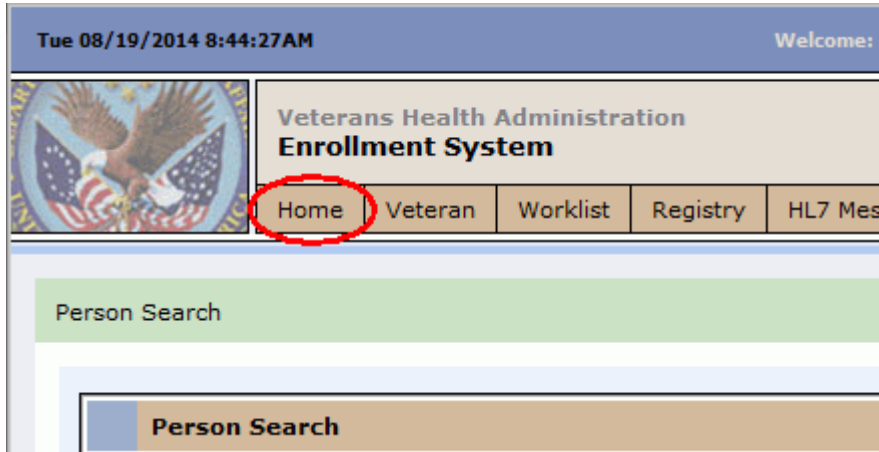 Tue 08/19/2014 8:44:27AM Welcome:
Veterans Health Administration
Enrollment System
Home Veteran Worklist Registry HL7 Mes
Person Search
Person Search